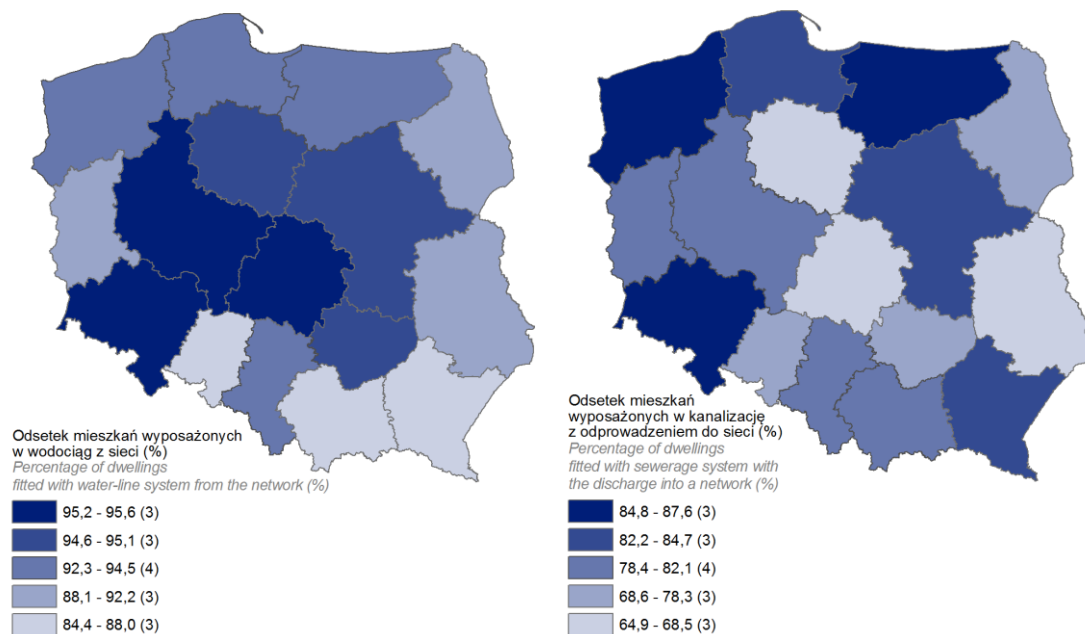 Odsetek mieszkań wyposażonych
w wodociąg z sieci (%)
Percentage of dwellings
fitted with water-line system from the network (%)
95,2 - 95,6 (3)
94,6 - 95,1 (3)
92,3 - 94,5 (4)
88,1 - 92,2 (3)
84,4 - 88,0 (3)
Odsetek mieszkań
wyposażonych w kanalizację
z odprowadzeniem do sieci (%)
Percentage of dwellings
fitted with sewerage system with
the discharge into a network (%)
84,8 - 87,6 (3)
82,2 - 84,7 (3)
78,4 - 82,1 (4)
68,6 - 78,3 (3)
64,9 - 68,5 (3)